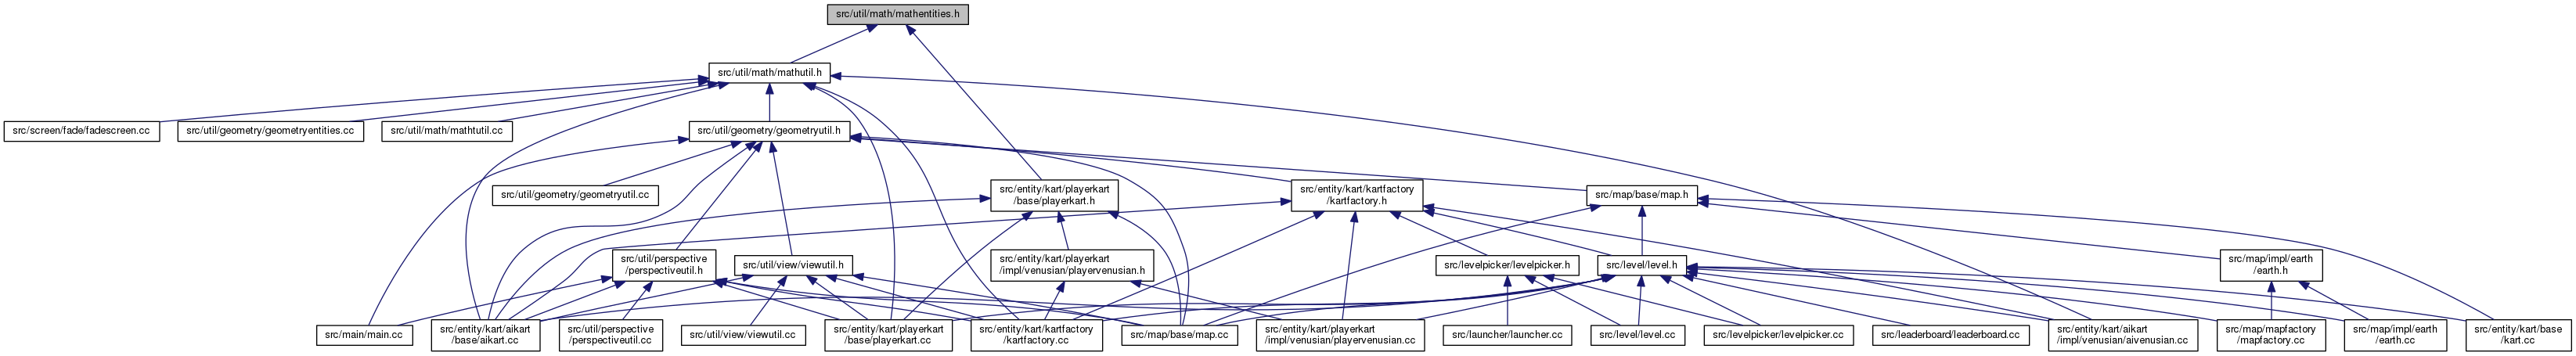 src/util/math/mathentities.h
src/util/math/mathutil.h
src/screen/fade/fadescreen.cc
src/util/geometry/geometryentities.cc
src/util/math/mathtutil.cc
src/util/geometry/geometryutil.h
src/util/geometry/geometryutil.cc
src/entity/kart/playerkart
/base/playerkart.h
src/entity/kart/kartfactory
/kartfactory.h
src/map/base/map.h
src/util/perspective
/perspectiveutil.h
src/util/view/viewutil.h
src/entity/kart/playerkart
/impl/venusian/playervenusian.h
src/levelpicker/levelpicker.h
src/level/level.h
src/map/impl/earth
/earth.h
src/main/main.cc
src/entity/kart/aikart
/base/aikart.cc
src/util/perspective
/perspectiveutil.cc
src/util/view/viewutil.cc
src/entity/kart/playerkart
/base/playerkart.cc
src/entity/kart/kartfactory
/kartfactory.cc
src/map/base/map.cc
src/entity/kart/playerkart
/impl/venusian/playervenusian.cc
src/launcher/launcher.cc
src/level/level.cc
src/levelpicker/levelpicker.cc
src/leaderboard/leaderboard.cc
src/entity/kart/aikart
/impl/venusian/aivenusian.cc
src/map/mapfactory
/mapfactory.cc
src/map/impl/earth
/earth.cc
src/entity/kart/base
/kart.cc